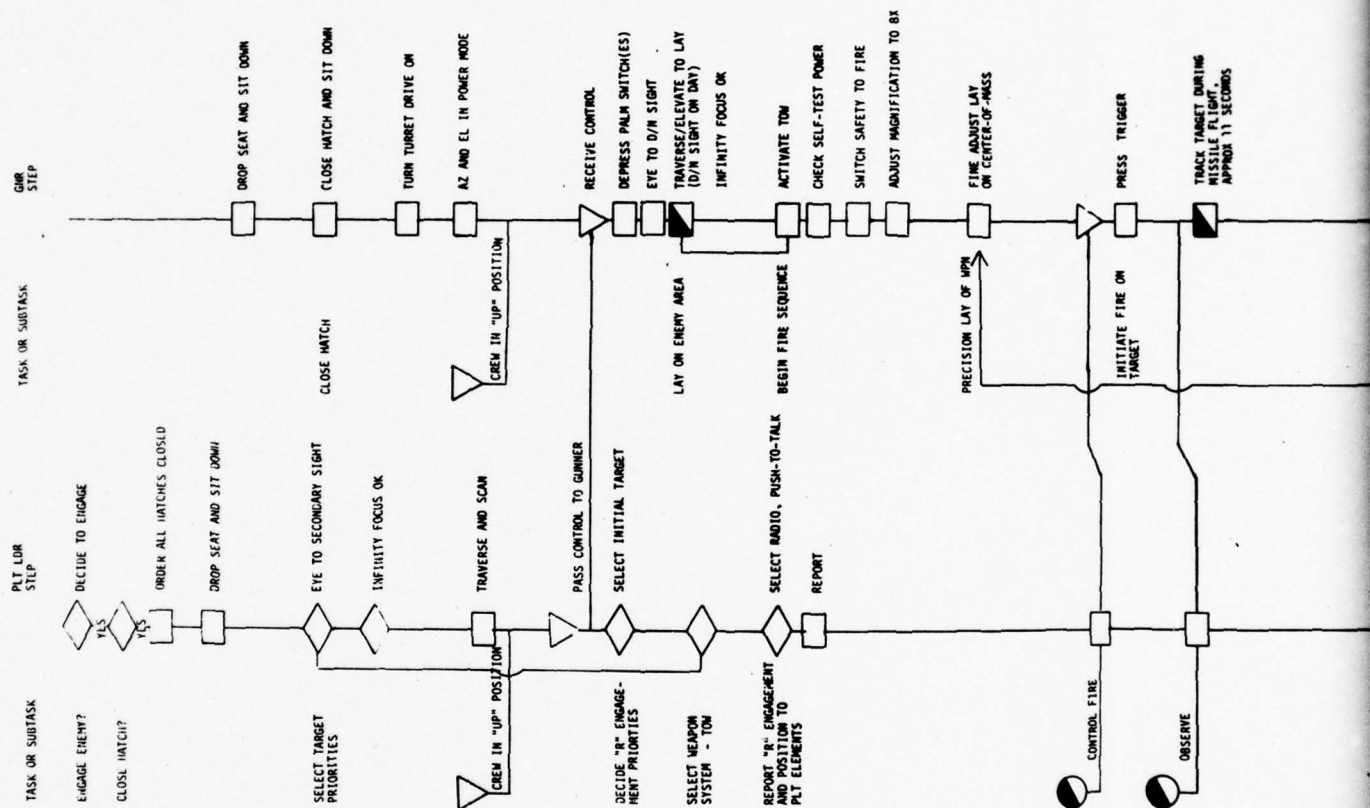 TASK OR SUBTASK
ENGAGE ENEMY?
CLOSE HATCH?
SELECT TARGET
PRIORITIES
CREW IN "UP" POSITION
DECIDE "R" ENGAGE-
MENT PRIORTIES
SELECT WEAPON
SYSTEM - TOW
REPORT "R" ENGAGEMENT
AND POSITION TO
PLT ELEMENTS
CONTROL FIRE
OBSERVE
PLT LDR
STEP
DECIDE TO ENGAGE
YES
YES
ORDER ALL HATCHES CLOSED
DROP SEAT AND SIT DOWN
EYE TO SECONDARY SIGHT
INFINITY FOCUS OK
TRAVERSE AND SCAN
PASS CONTROL TO GUNNER
SELECT INITIAL TARGET
SELECT RADIO, PUSH-TO-TALK
REPORT
TASK OR SUBTASK
CLOSE HATCH
CREW IN "UP" POSITION
LAY ON ENEMY AREA
BEGIN FIRE SEQUENCE
PRECISION LAY OF WPN
INITIATE FIRE ON
TARGET
GNR
STEP
DROP SEAT AND SIT DOWN
CLOSE HATCH AND SIT DOWN
TURN TURRET DRIVE ON
AZ AND EL IN POWER MODE
RECEIVE CONTROL
DEPRESS PALM SWITCH(ES)
EYE TO D/N SIGHT
TRAVERSE/ELEVATE TO LAY
(D/N SIGHT ON DAY)
INFINITY FOCUS OK
ACTIVATE TOW
CHECK SELF-TEST POWER
SWITCH SAFETY TO FIRE
ADJUST MAGNIFICATION TO 8X
FINE ADJUST LAY
ON CENTER-OF-MASS
PRESS TRIGGER
TRACK TARGET DURING
MISSILE FLIGHT,
APPROX 11 SECONDS